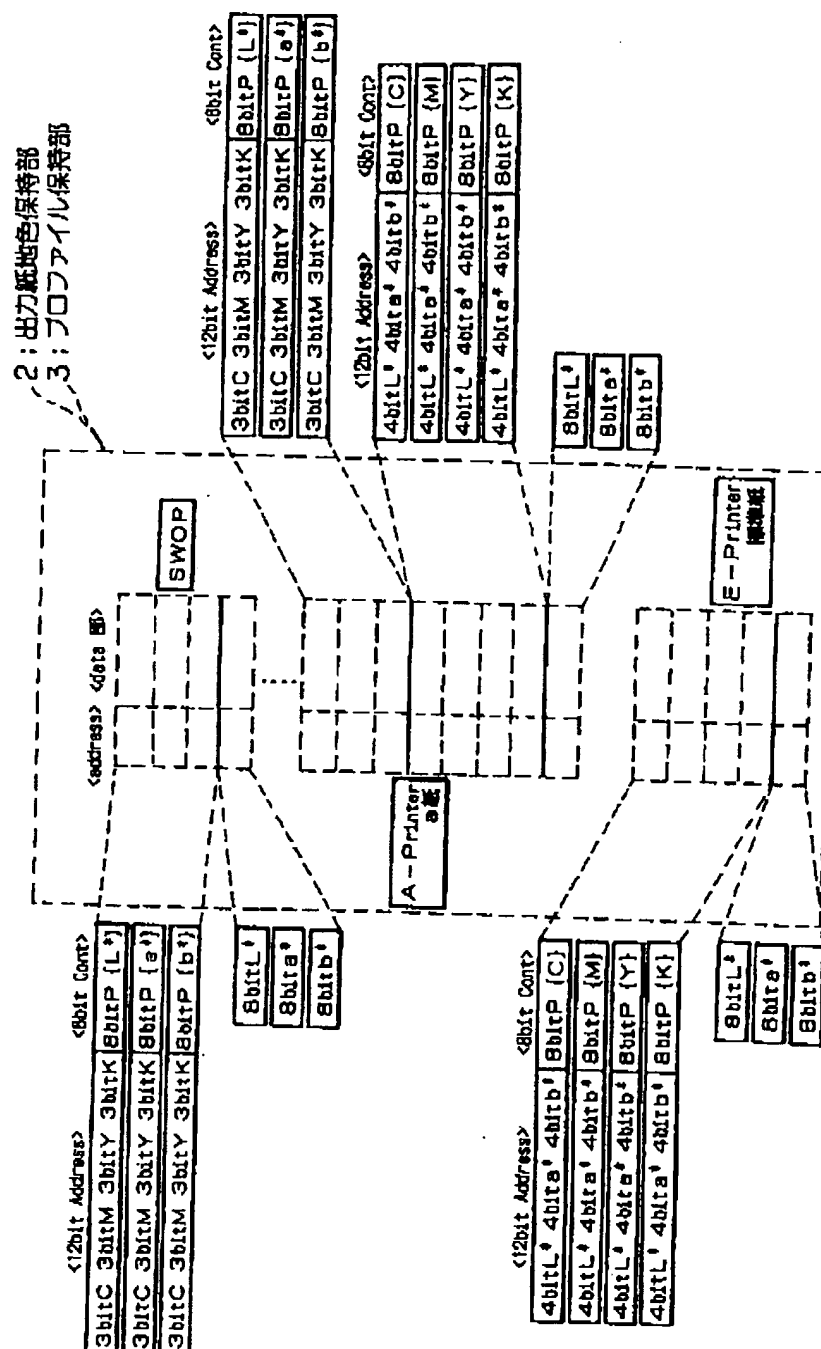 2；出力紙地色保持部
3；プロファイル保持部
<12bit Address> <8bit Cont>
3bitC 3bitM 3bitY 3bitK 8bitP {L*}
3bitC 3bitM 3bitY 3bitK 8bitP {a*}
3bitC 3bitM 3bitY 3bitK 8bitP {b*}
8bitL*
8bita*
8bitb*
<address> <data 部>
SWOP
<12bit Address> <8bit Cont>
3bitC 3bitM 3bitY 3bitK 8bitP {L*}
3bitC 3bitM 3bitY 3bitK 8bitP {a*}
3bitC 3bitM 3bitY 3bitK 8bitP {b*}
A-Printer
a紙
<12bit Address> <8bit Cont>
4bitL* 4bita* 4bitb* 8bitP {C}
4bitL* 4bita* 4bitb* 8bitP {M}
4bitL* 4bita* 4bitb* 8bitP {Y}
4bitL* 4bita* 4bitb* 8bitP {K}
8bitL*
8bita*
8bitb*
<12bit Address> <8bit Cont>
4bitL* 4bita* 4bitb* 8bitP {C}
4bitL* 4bita* 4bitb* 8bitP {M}
4bitL* 4bita* 4bitb* 8bitP {Y}
4bitL* 4bita* 4bitb* 8bitP {K}
8bitL*
8bita*
8bitb*
E-Printer
標準紙